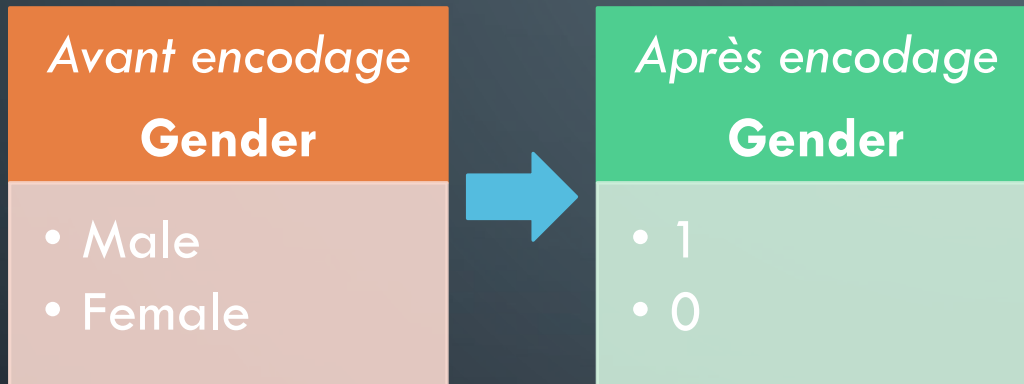 Avant encodage
Gender
• Male
• Female
Après encodage
Gender
• 1
• 0